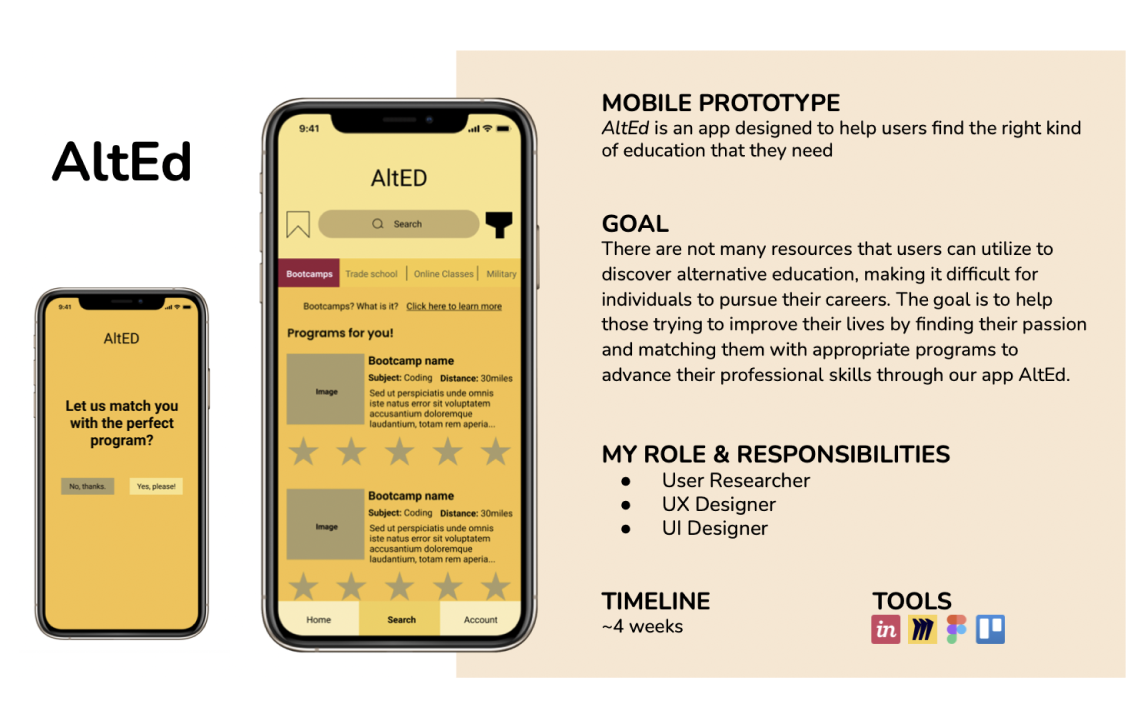 AltEd
9:41
AltED
Let us match you
with the perfect
program?
No, thanks.
Yes, please!
9:41
AltED
Search
Bootcamps
Trade school
Online Classes
Military
Bootcamps? What is it? Click here to learn more
Programs for you!
Image
Bootcamp name
Subject: Coding Distance: 30miles
Sed ut perspiciatis unde omnis
iste natus error sit voluptatem
accusantium doloremque
laudantium, totam rem aperia...
Image
Bootcamp name
Subject: Coding Distance: 30miles
Sed ut perspiciatis unde omnis
iste natus error sit voluptatem
accusantium doloremque
laudantium, totam rem aperia...
Home
Search
Account
MOBILE PROTOTYPE
AltEd is an app designed to help users find the right kind
of education that they need
GOAL
There are not many resources that users can utilize to
discover alternative education, making it difficult for
individuals to pursue their careers. The goal is to help
those trying to improve their lives by finding their passion
and matching them with appropriate programs to
advance their professional skills through our app AltEd.
MY ROLE & RESPONSIBILITIES
● User Researcher
● UX Designer
● UI Designer
TIMELINE
~4 weeks
TOOLS
in